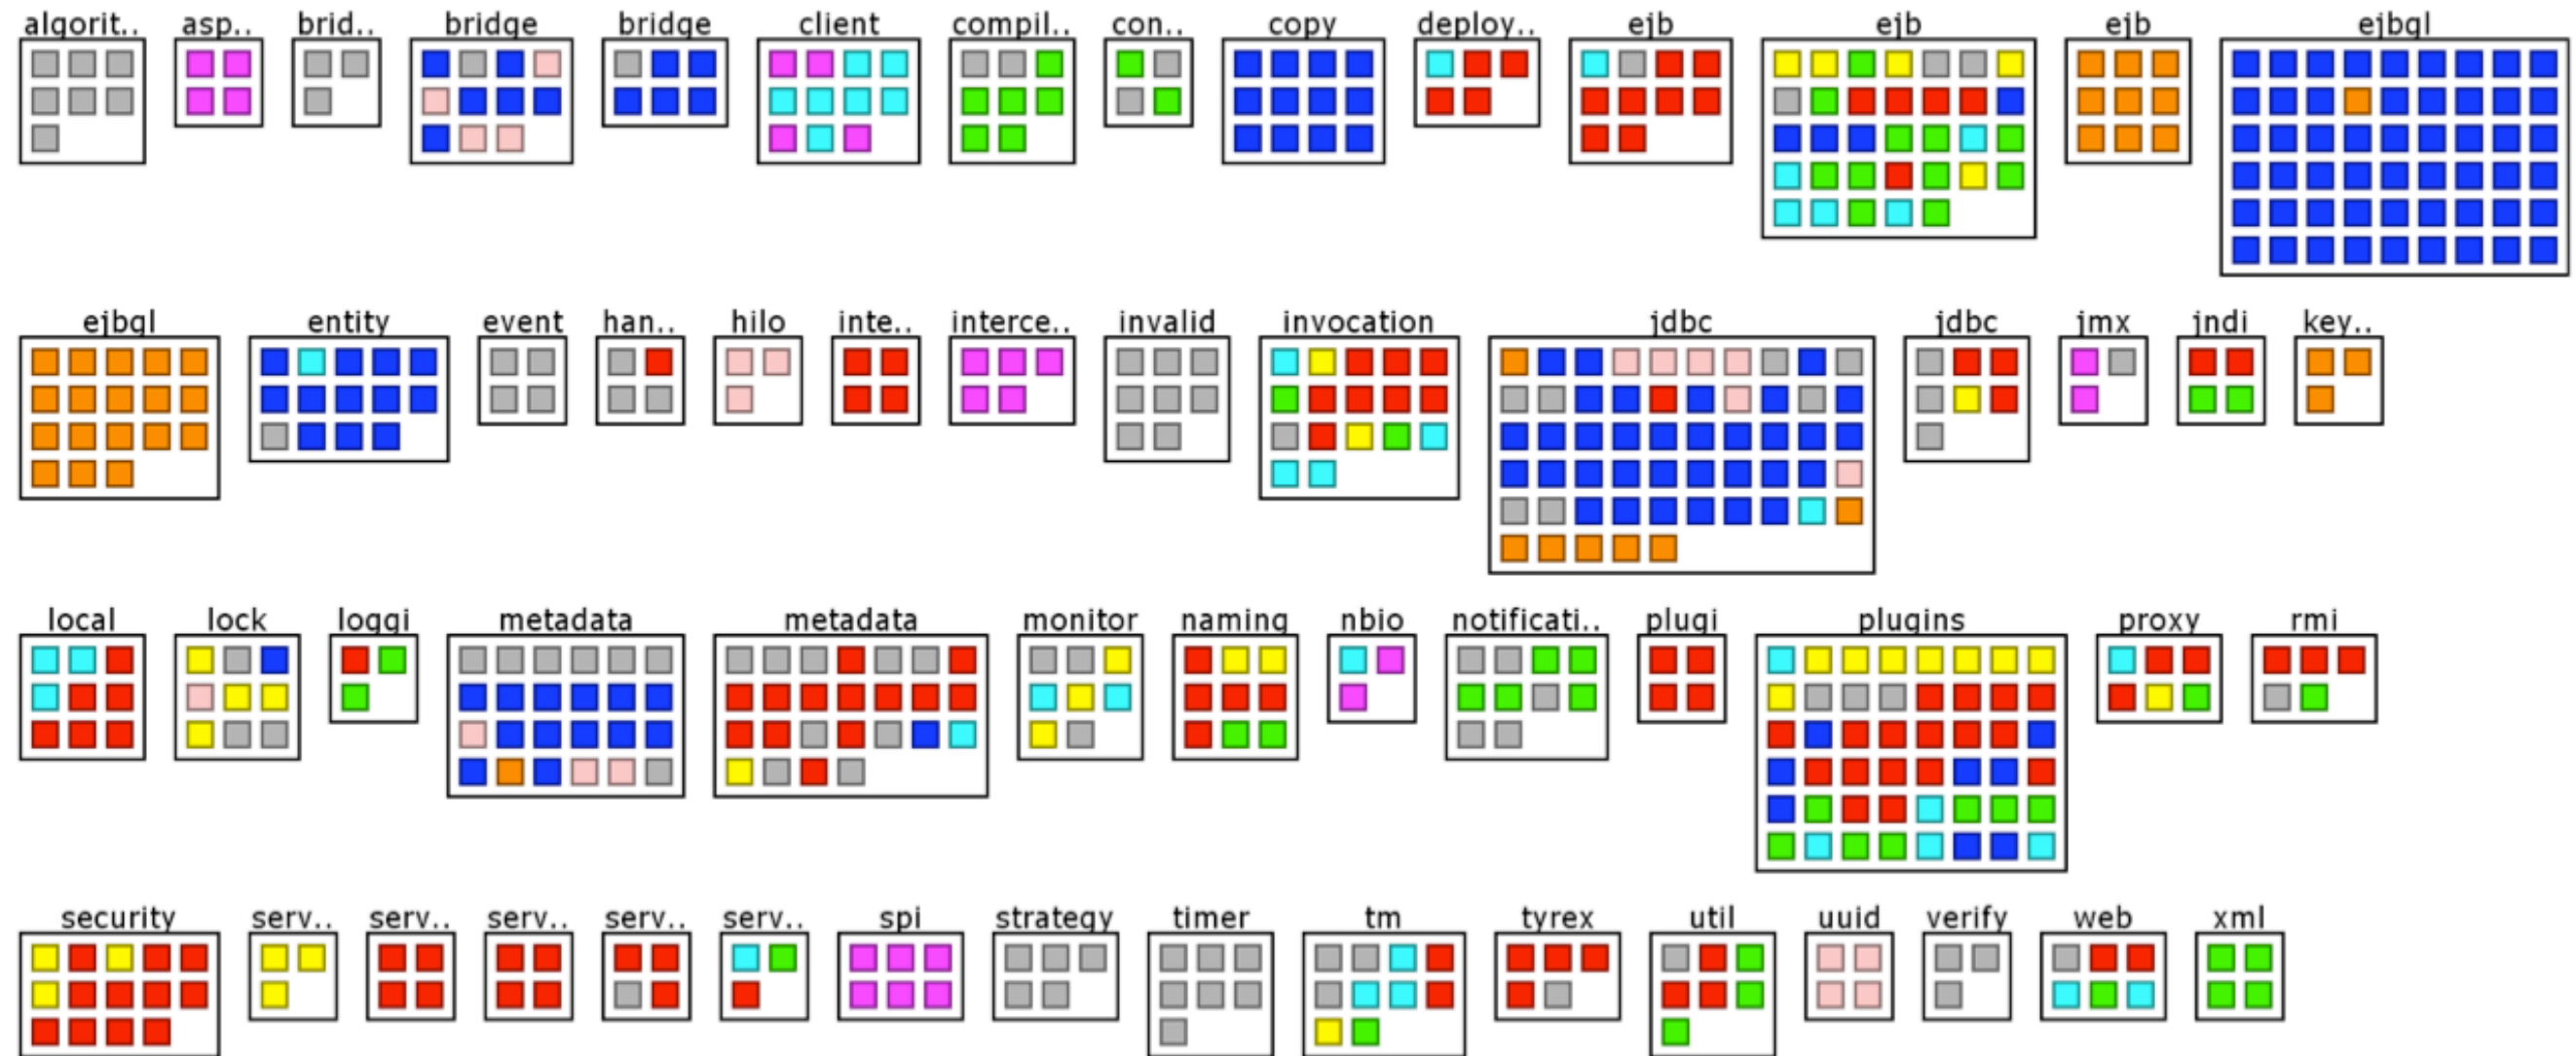 algorit.. asp.. brid.. bridge bridge client compil.. con.. copy deploy.. ejb ejb ejb ejbql
ejbql entity event han.. hilo inte.. interce.. invalid invocation jdbc jdbc jmx jndi key..
local lock loggi metadata metadata monitor naming nbio notificati.. plugi plugins proxy rmi
security serv.. serv.. serv.. serv.. serv.. spi strategy timer tm tyrex util uuid verify web xml